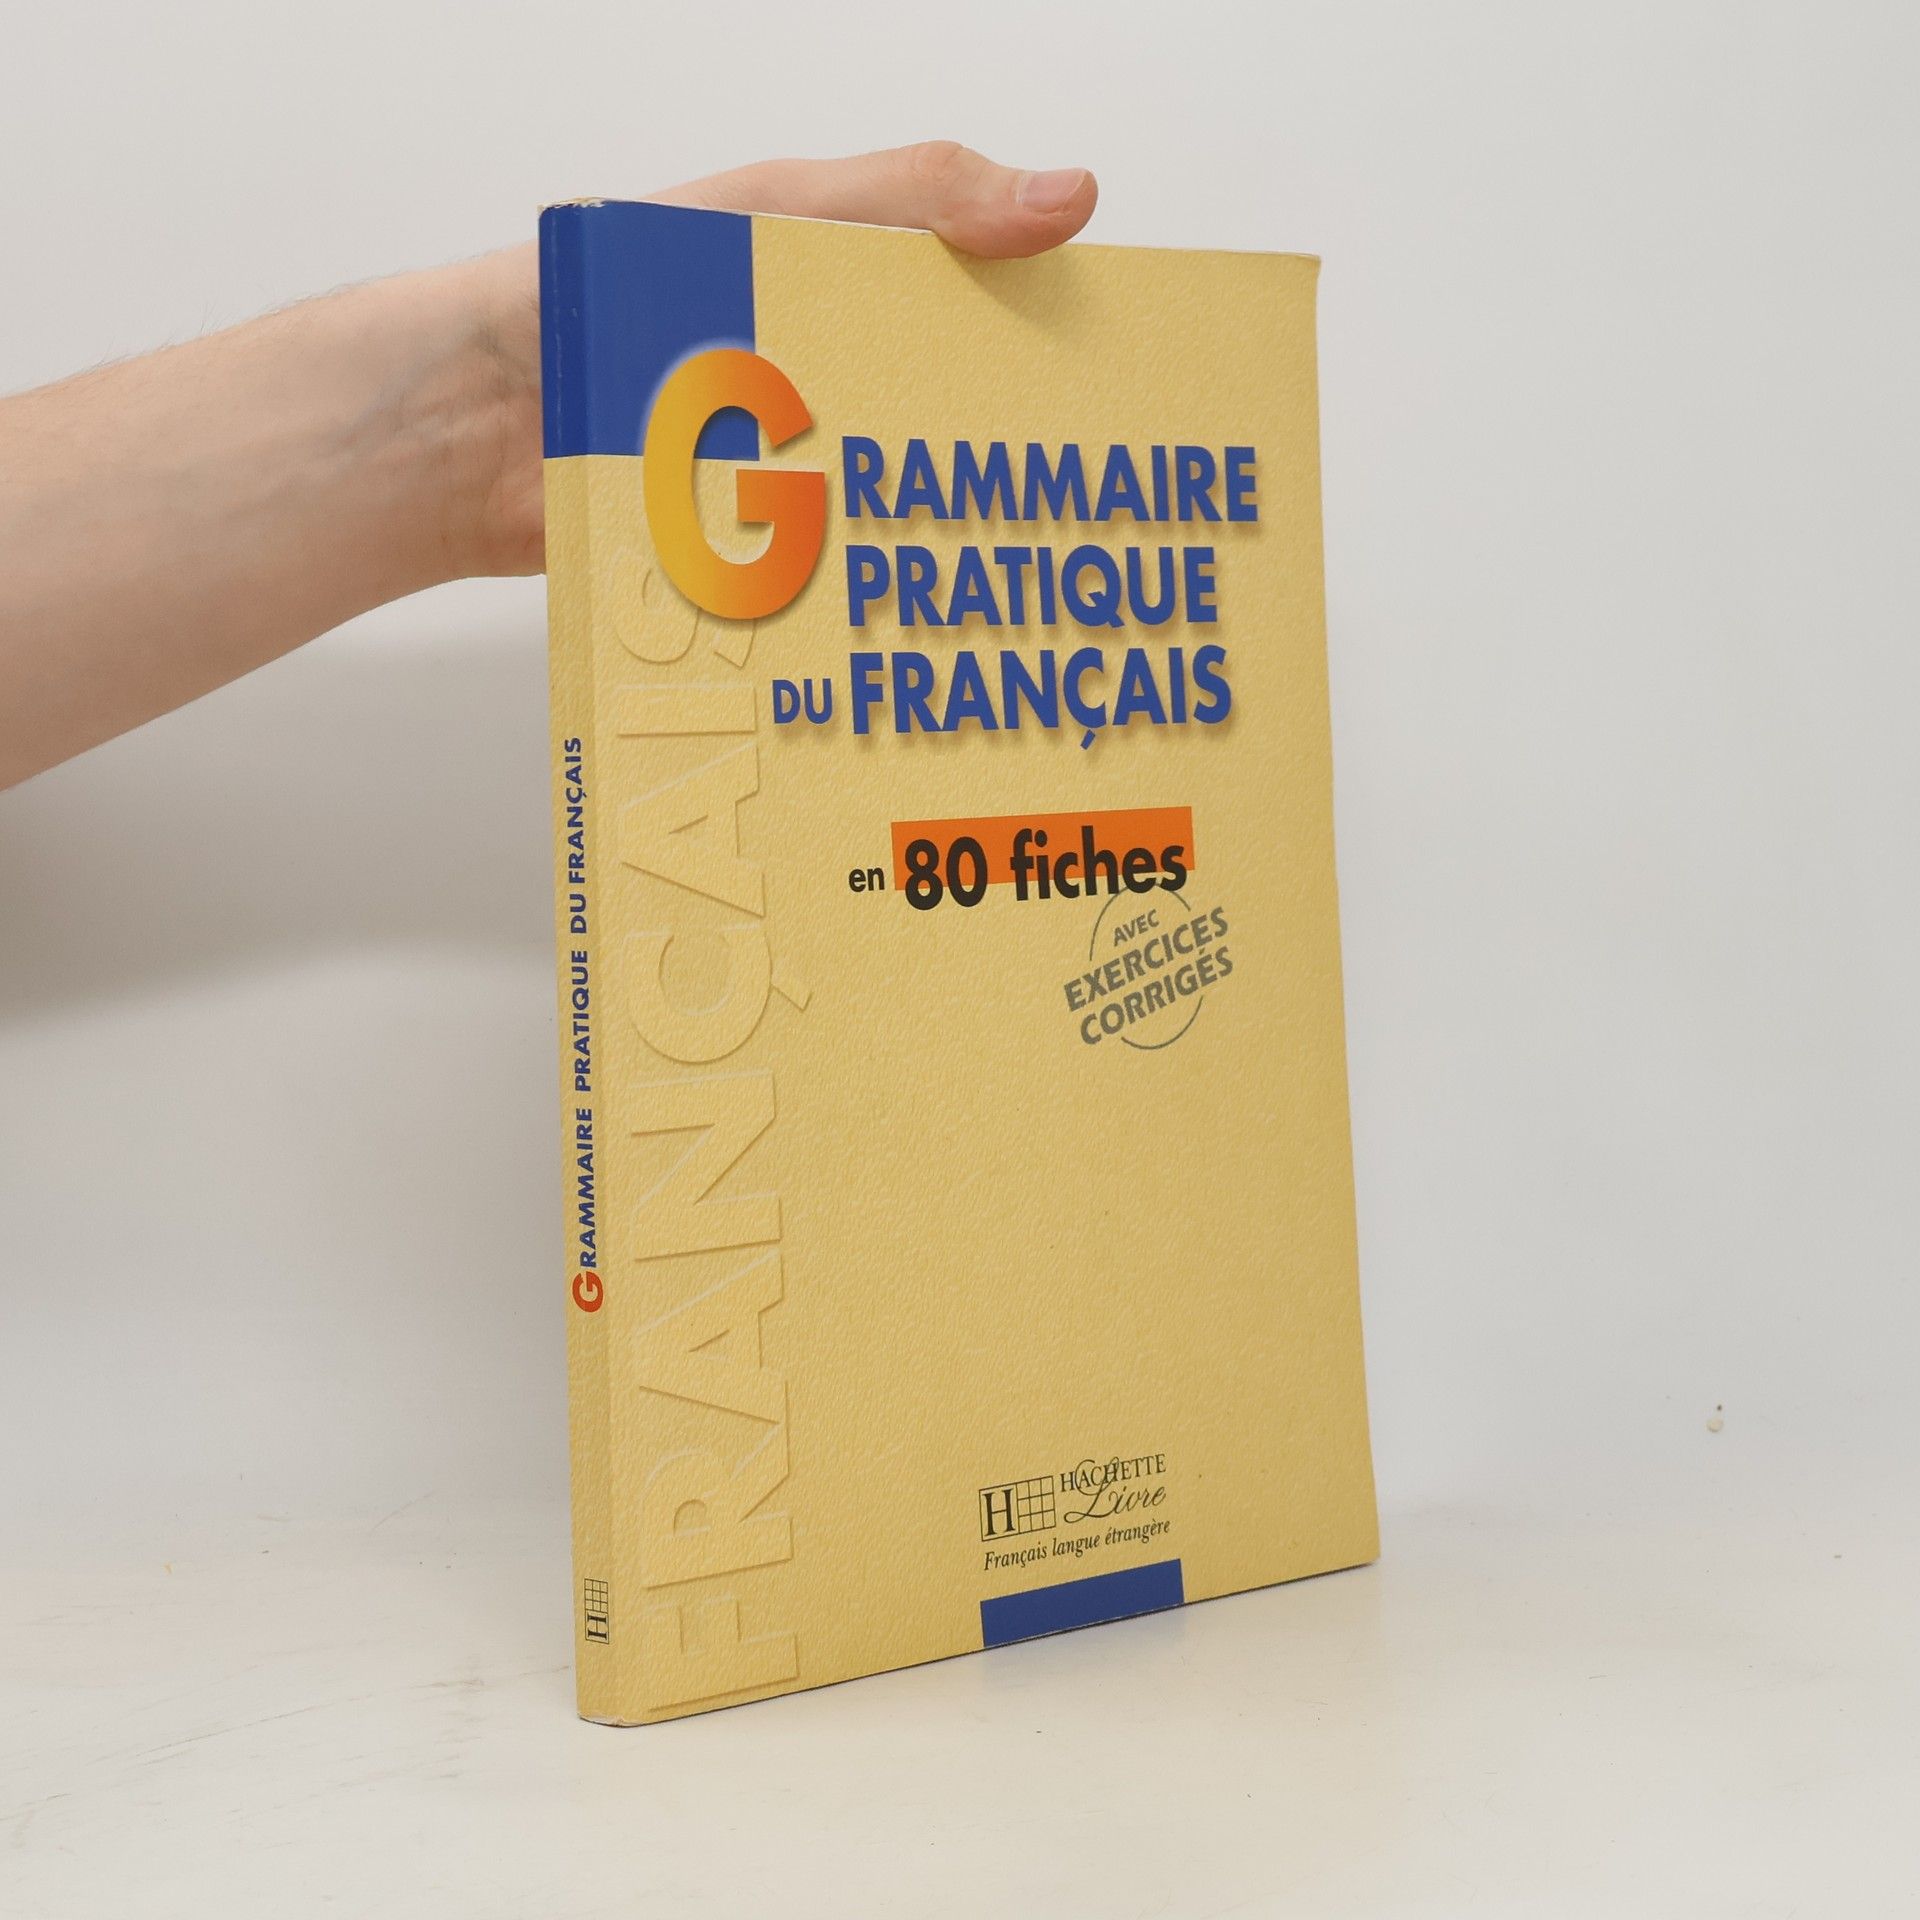 GRAMMAIRE
PRATIQUE
DU FRANÇAIS
en 80 fiches
AVEC
EXERCICES
CORRIGÉS
FRANÇAIS
H HACHETTE
Livre
Français langue étrangère
GRAMMAIRE PRATIQUE DU FRANÇAIS
H